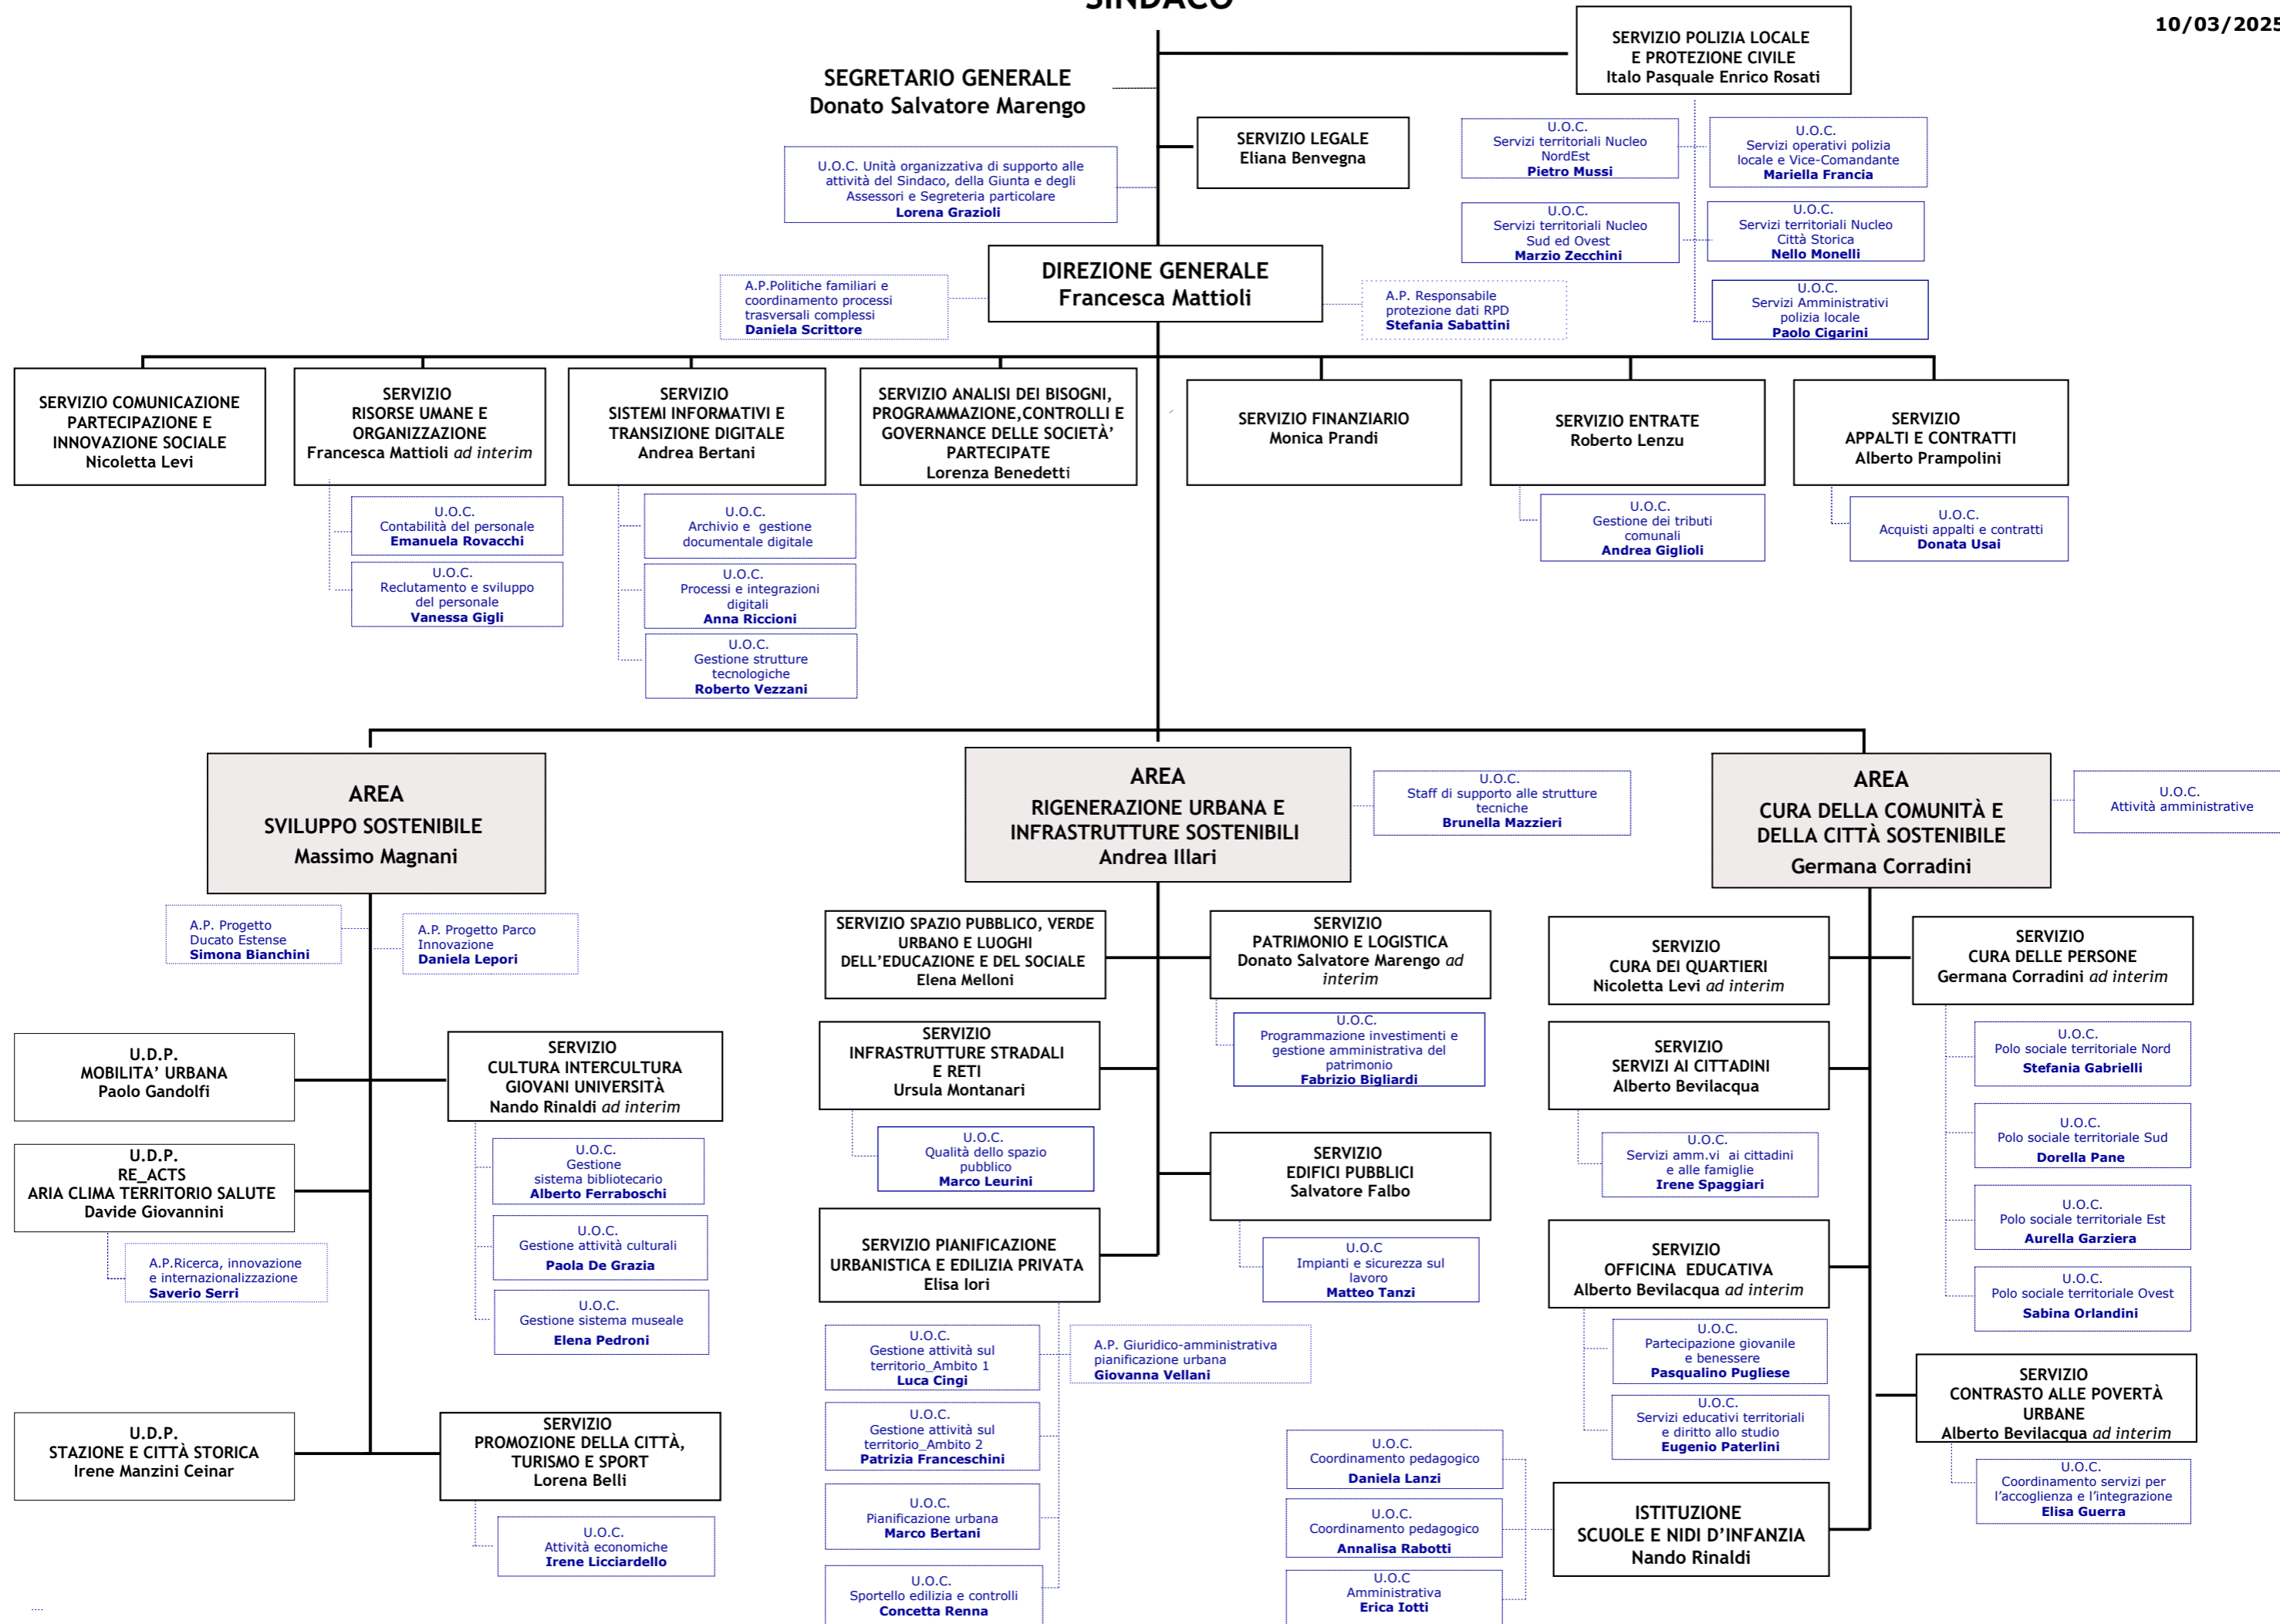 SINDACO
10/03/2025
SERVIZIO POLIZIA LOCALE
E PROTEZIONE CIVILE
Italo Pasquale Enrico Rosati
SEGRETARIO GENERALE
Donato Salvatore Marengo
SERVIZIO LEGALE
Eliana Benvegna
U.O.C. Unità organizzativa di supporto alle
attività del Sindaco, della Giunta e degli
Assessori e Segreteria particolare
Lorena Grazioli
U.O.C.
Servizi territoriali Nucleo
NordEst
Pietro Mussi
U.O.C.
Servizi operativi polizia
locale e Vice-Comandante
Mariella Francia
U.O.C.
Servizi territoriali Nucleo
Sud ed Ovest
Marzio Zecchini
U.O.C.
Servizi territoriali Nucleo
Città Storica
Nello Monelli
U.O.C.
Servizi Amministrativi
polizia locale
Paolo Cigarini
DIREZIONE GENERALE
Francesca Mattioli
A.P.Politiche familiari e
coordinamento processi
trasversali complessi
Daniela Scrittore
A.P. Responsabile
protezione dati RPD
Stefania Sabattini
SERVIZIO COMUNICAZIONE
PARTECIPAZIONE E
INNOVAZIONE SOCIALE
Nicoletta Levi
SERVIZIO
RISORSE UMANE E
ORGANIZZAZIONE
Francesca Mattioli ad interim
SERVIZIO
SISTEMI INFORMATIVI E
TRANSIZIONE DIGITALE
Andrea Bertani
SERVIZIO ANALISI DEI BISOGNI,
PROGRAMMAZIONE,CONTROLLI E
GOVERNANCE DELLE SOCIETÀ'
PARTECIPATE
Lorenza Benedetti
SERVIZIO FINANZIARIO
Monica Prandi
SERVIZIO ENTRATE
Roberto Lenzu
SERVIZIO
APPALTI E CONTRATTI
Alberto Prampolini
U.O.C.
Contabilità del personale
Emanuela Rovacchi
U.O.C.
Reclutamento e sviluppo
del personale
Vanessa Gigli
U.O.C.
Archivio e gestione
documentale digitale
U.O.C.
Processi e integrazioni
digitali
Anna Riccioni
U.O.C.
Gestione strutture
tecnologiche
Roberto Vezzani
U.O.C.
Gestione dei tributi
comunali
Andrea Giglioli
U.O.C.
Acquisti appalti e contratti
Donata Usai
AREA
SVILUPPO SOSTENIBILE
Massimo Magnani
AREA
RIGENERAZIONE URBANA E
INFRASTRUTTURE SOSTENIBILI
Andrea Illari
U.O.C.
Staff di supporto alle strutture
tecniche
Brunella Mazzieri
AREA
CURA DELLA COMUNITÀ E
DELLA CITTÀ SOSTENIBILE
Germana Corradini
U.O.C.
Attività amministrative
A.P. Progetto
Ducato Estense
Simona Bianchini
A.P. Progetto Parco
Innovazione
Daniela Lepori
U.D.P.
MOBILITA' URBANA
Paolo Gandolfi
SERVIZIO
CULTURA INTERCULTURA
GIOVANI UNIVERSITÀ
Nando Rinaldi ad interim
U.D.P.
RE_ACTS
ARIA CLIMA TERRITORIO SALUTE
Davide Giovannini
A.P.Ricerca, innovazione
e internazionalizzazione
Saverio Serri
U.O.C.
Gestione
sistema bibliotecario
Alberto Ferraboschi
U.O.C.
Gestione attività culturali
Paola De Grazia
U.O.C.
Gestione sistema museale
Elena Pedroni
U.D.P.
STAZIONE E CITTÀ STORICA
Irene Manzini Ceinar
SERVIZIO
PROMOZIONE DELLA CITTÀ,
TURISMO E SPORT
Lorena Belli
U.O.C.
Attività economiche
Irene Licciardello
SERVIZIO SPAZIO PUBBLICO, VERDE
URBANO E LUOGHI
DELL'EDUCAZIONE E DEL SOCIALE
Elena Melloni
SERVIZIO
PATRIMONIO E LOGISTICA
Donato Salvatore Marengo ad
interim
U.O.C.
Programmazione investimenti e
gestione amministrativa del
patrimonio
Fabrizio Bigliardi
SERVIZIO
INFRASTRUTTURE STRADALI
E RETI
Ursula Montanari
U.O.C.
Qualità dello spazio
pubblico
Marco Leurini
SERVIZIO
EDIFICI PUBBLICI
Salvatore Falbo
U.O.C
Impianti e sicurezza sul
lavoro
Matteo Tanzi
SERVIZIO PIANIFICAZIONE
URBANISTICA E EDILIZIA PRIVATA
Elisa Iori
U.O.C.
Gestione attività sul
territorio_Ambito 1
Luca Cingi
A.P. Giuridico-amministrativa
pianificazione urbana
Giovanna Vellani
U.O.C.
Gestione attività sul
territorio_Ambito 2
Patrizia Franceschini
U.O.C.
Pianificazione urbana
Marco Bertani
U.O.C.
Sportello edilizia e controlli
Concetta Renna
SERVIZIO
CURA DEI QUARTIERI
Nicoletta Levi ad interim
SERVIZIO
CURA DELLE PERSONE
Germana Corradini ad interim
SERVIZIO
SERVIZI AI CITTADINI
Alberto Bevilacqua
U.O.C.
Servizi amm.vi ai cittadini
e alle famiglie
Irene Spaggiari
U.O.C.
Polo sociale territoriale Nord
Stefania Gabrielli
U.O.C.
Polo sociale territoriale Sud
Dorella Pane
U.O.C.
Polo sociale territoriale Est
Aurella Garziera
U.O.C.
Polo sociale territoriale Ovest
Sabina Orlandini
SERVIZIO
OFFICINA EDUCATIVA
Alberto Bevilacqua ad interim
U.O.C.
Partecipazione giovanile
e benessere
Pasqualino Pugliese
U.O.C.
Servizi educativi territoriali
e diritto allo studio
Eugenio Paterlini
SERVIZIO
CONTRASTO ALLE POVERTÀ
URBANE
Alberto Bevilacqua ad interim
U.O.C.
Coordinamento servizi per
l'accoglienza e l'integrazione
Elisa Guerra
U.O.C.
Coordinamento pedagogico
Daniela Lanzi
U.O.C.
Coordinamento pedagogico
Annalisa Rabotti
U.O.C
Amministrativa
Erica Iotti
ISTITUZIONE
SCUOLE E NIDI D'INFANZIA
Nando Rinaldi